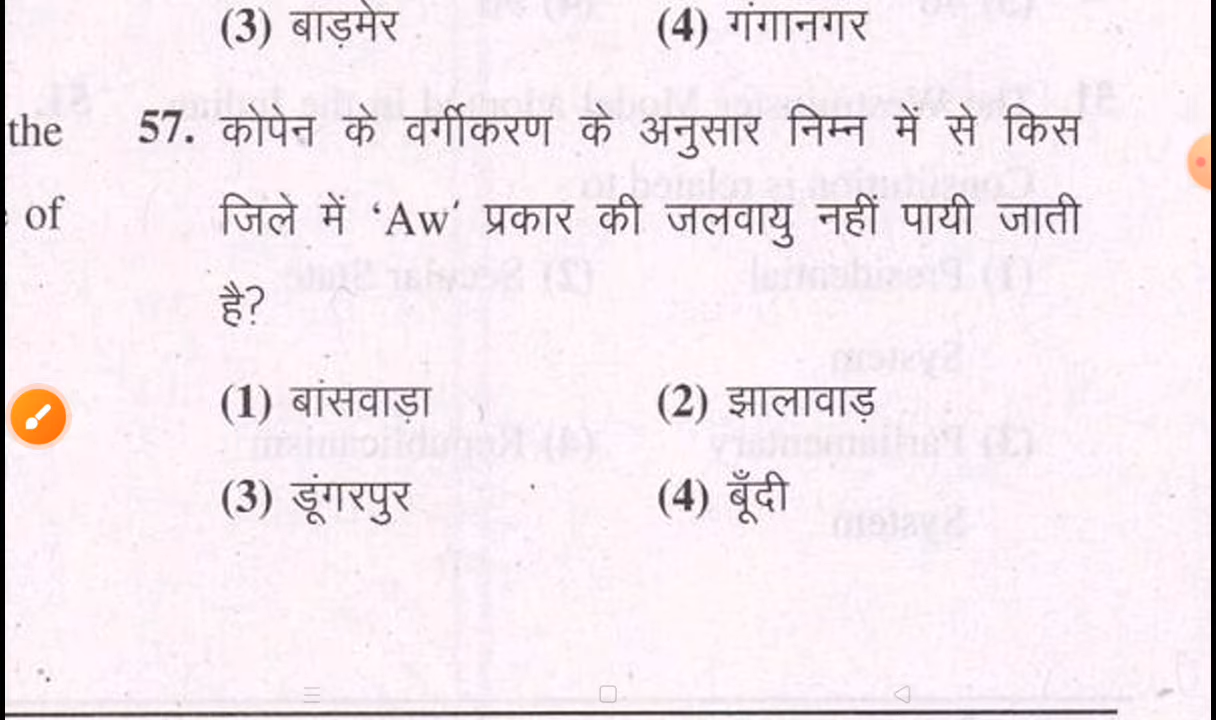 (3) बाड़मेर (4) गंगानगर
the 57. कोपेन के वर्गीकरण के अनुसार निम्न में से किस
of जिले में ‘Aw’ प्रकार की जलवायु नहीं पायी जाती
है?
(1) बांसवाड़ा (2) झालावाड़
(3) डूंगरपुर (4) बूँदी